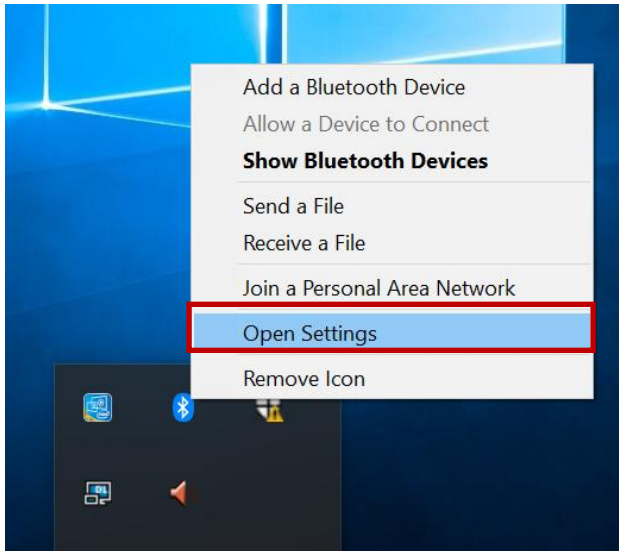 Add a Bluetooth Device
Allow a Device to Connect
Show Bluetooth Devices
Send a File
Receive a File
Join a Personal Area Network
Open Settings
Remove Icon
DL